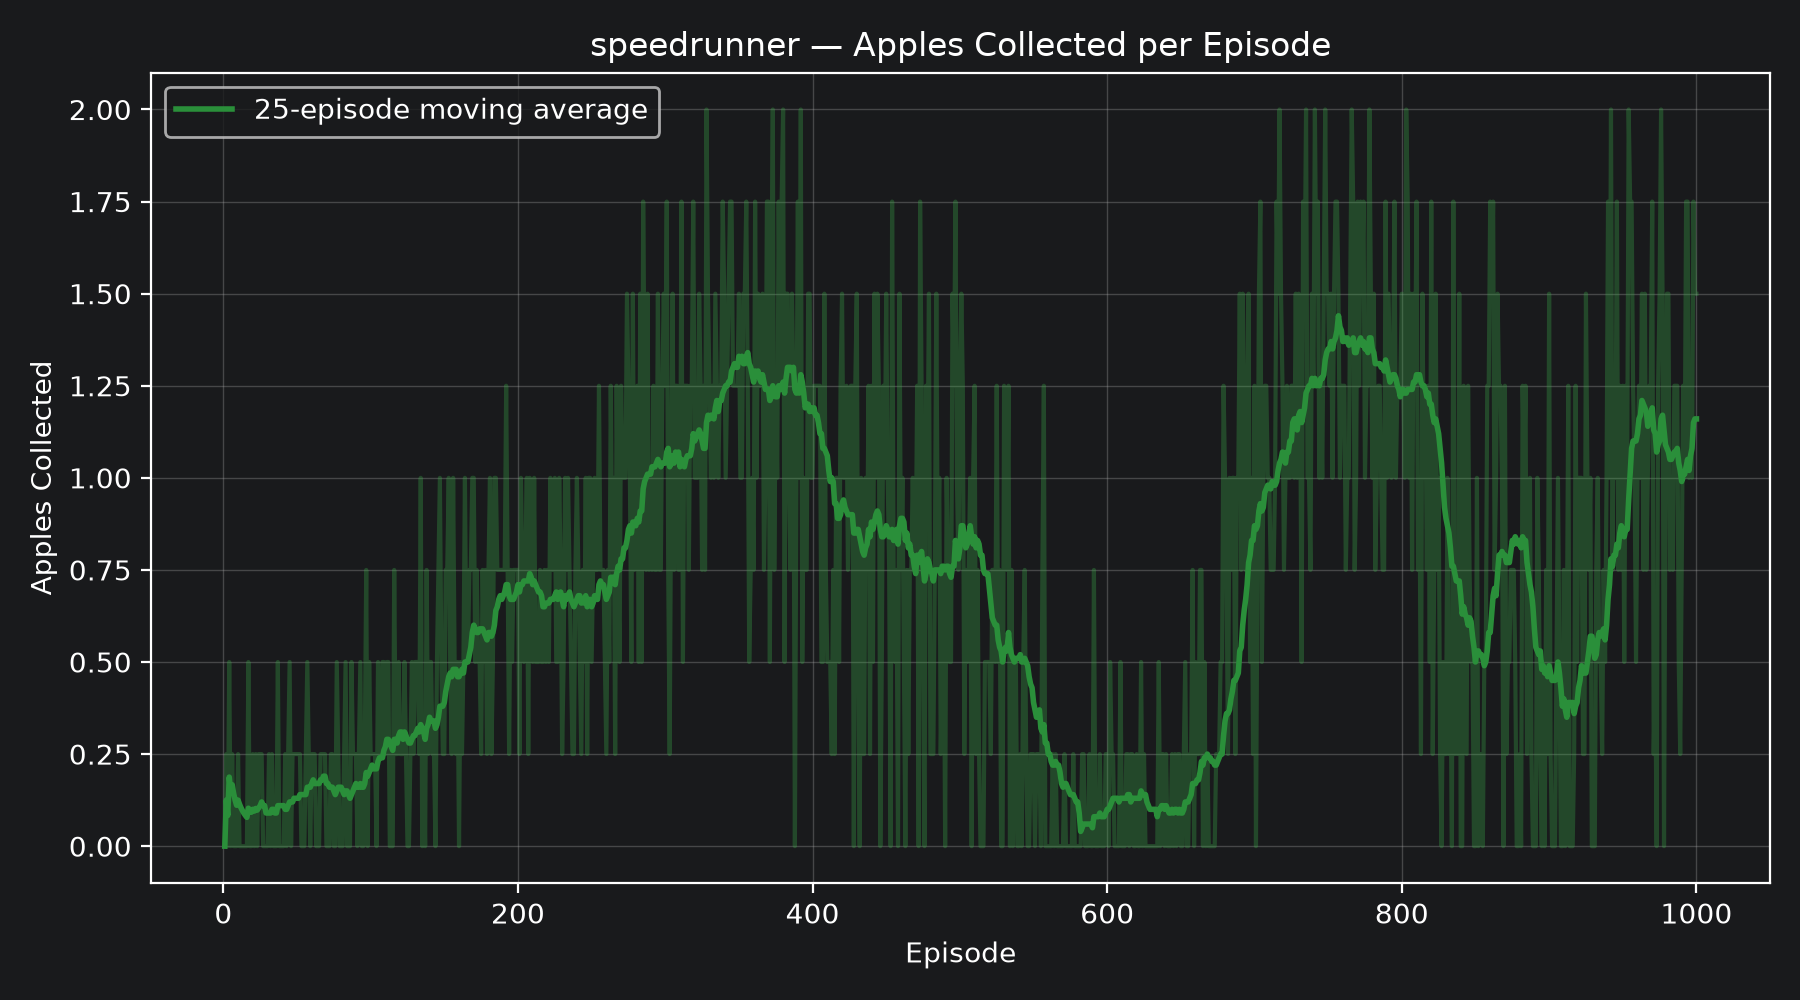 speedrunner — Apples Collected per Episode
25-episode moving average
2.00
1.75
1.50
1.25
1.00
0.75
0.50
0.25
0.00
Apples Collected
0 200 400 600 800 1000
Episode